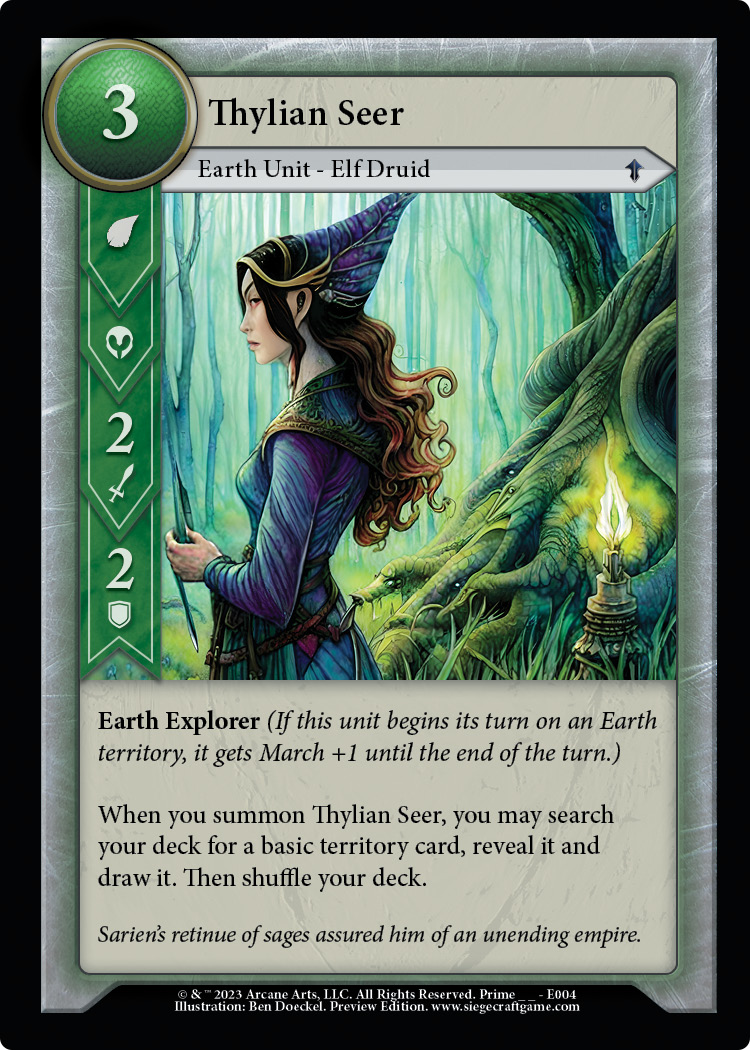 3
Thylian Seer
Earth Unit - Elf Druid
2
2
Earth Explorer (If this unit begins its turn on an Earth
territory, it gets March +1 until the end of the turn.)
When you summon Thylian Seer, you may search
your deck for a basic territory card, reveal it and
draw it. Then shuffle your deck.
Sarien's retinue of sages assured him of an unending empire.
© & ™ 2023 Arcane Arts, LLC. All Rights Reserved. Prime _ _ - E004
Illustration: Ben Doeckel. Preview Edition. www.siegecraftgame.com